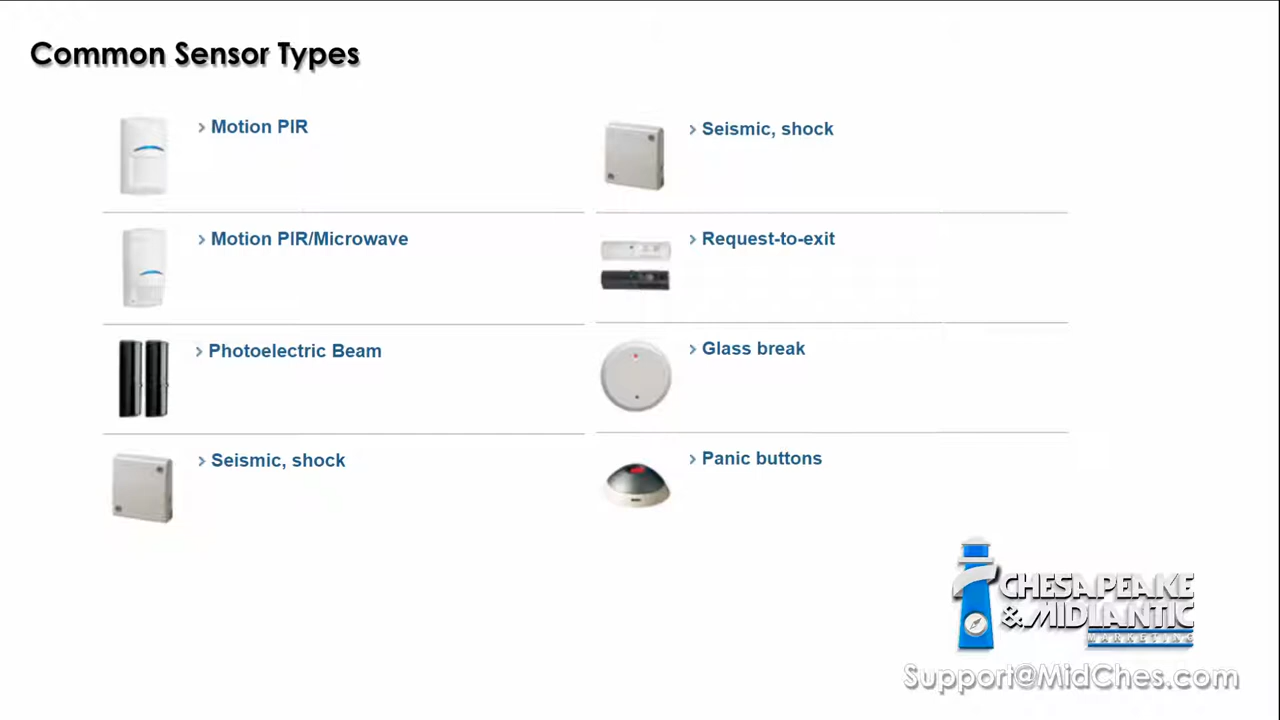 Common Sensor Types
› Motion PIR
› Motion PIR/Microwave
› Photoelectric Beam
› Seismic, shock
› Seismic, shock
› Request-to-exit
› Glass break
› Panic buttons
CHESAPEAKE
& MIDLANTIC
MARKETING
Support@MidChes.com